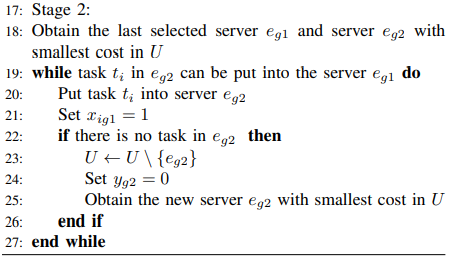 17: Stage 2:
18: Obtain the last selected server e_{g1} and server e_{g2} with
smallest cost in U
19: while task t_i in e_{g2} can be put into the server e_{g1} do
20: Put task t_i into server e_{g2}
21: Set x_{ig1} = 1
22: if there is no task in e_{g2} then
23: U ← U \ {e_{g2}}
24: Set y_{g2} = 0
25: Obtain the new server e_{g2} with smallest cost in U
26: end if
27: end while